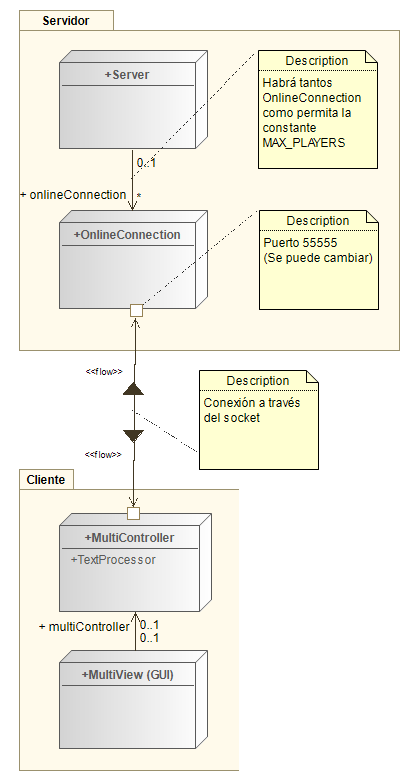 Servidor
+Server
Description
Habrá tantos
OnlineConnection
como permita la
constante
MAX_PLAYERS
0..1
+ onlineConnection
*
+OnlineConnection
Description
Puerto 55555
(Se puede cambiar)
<<flow>>
Description
Conexión a través
del socket
<<flow>>
Cliente
+MultiController
+TextProcessor
+ multiController
0..1
0..1
+MultiView (GUI)